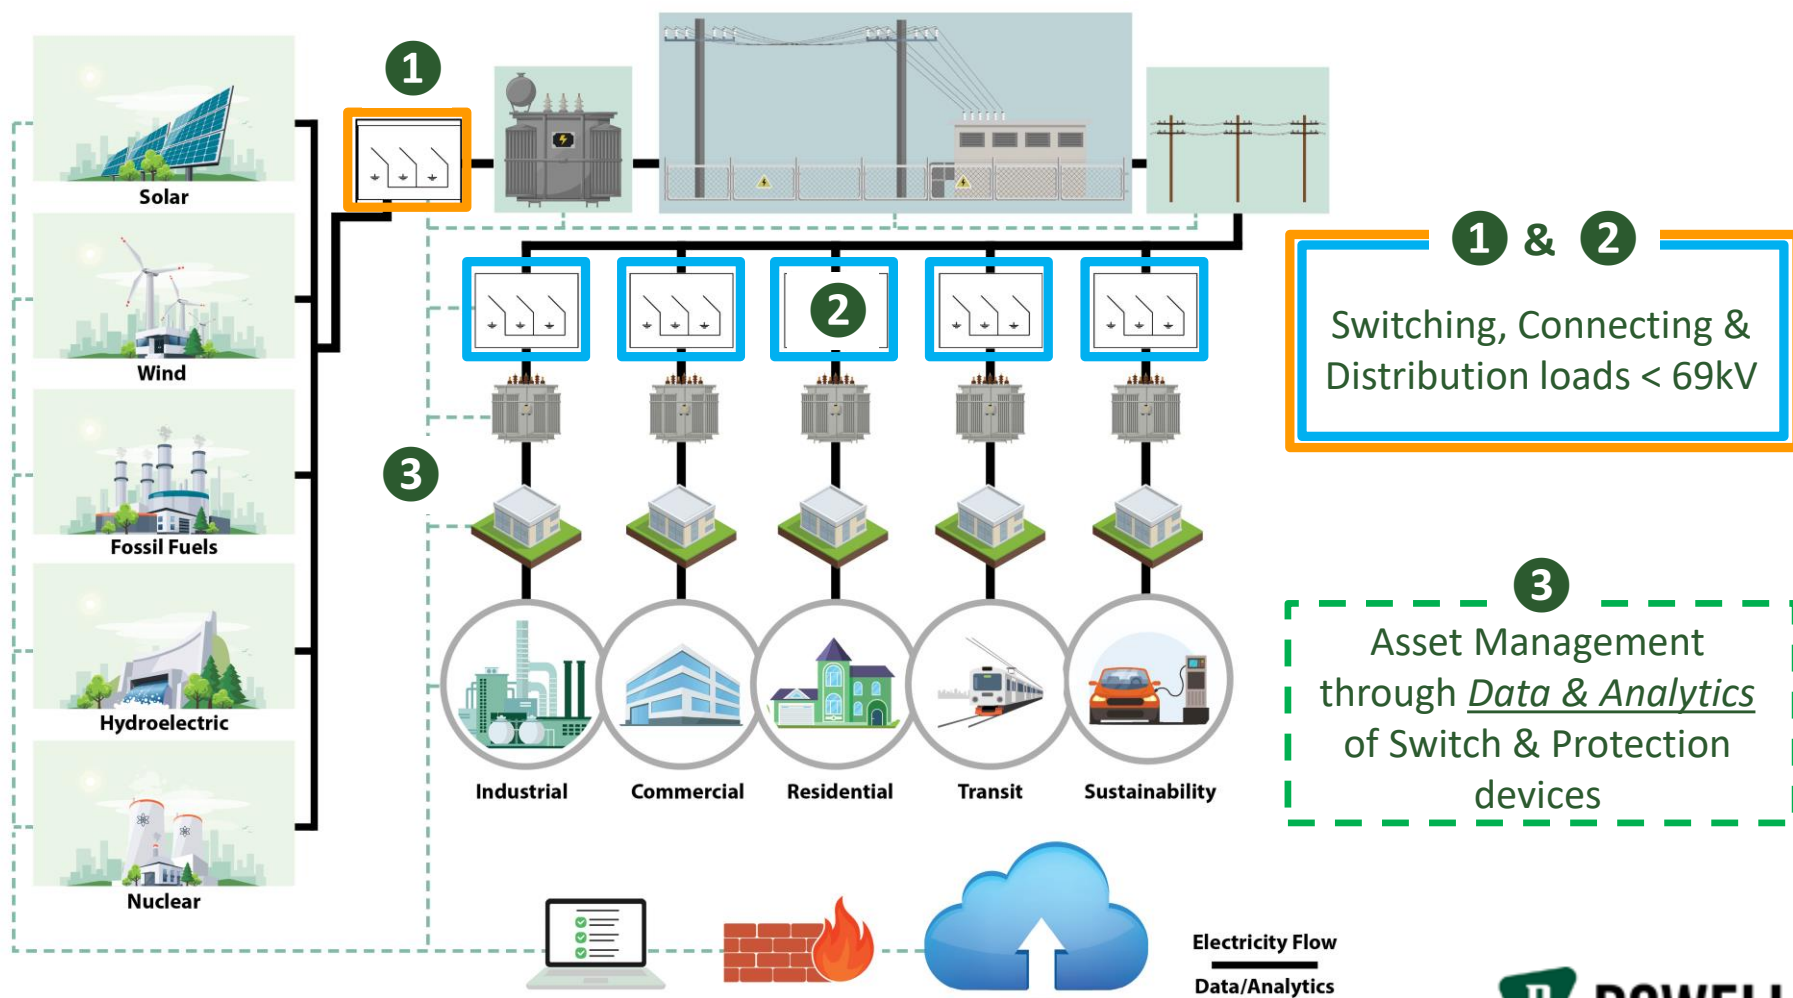 1
Solar
Wind
Fossil Fuels
Hydroelectric
Nuclear
2
3
Industrial
Commercial
Residential
Transit
Sustainability
1 & 2
Switching, Connecting &
Distribution loads < 69kV
3
Asset Management
through Data & Analytics
of Switch & Protection
devices
Electricity Flow
Data/Analytics